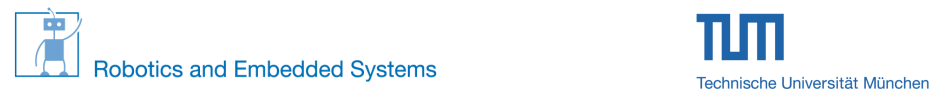 TUM
Robotics and Embedded Systems
Technische Universität München